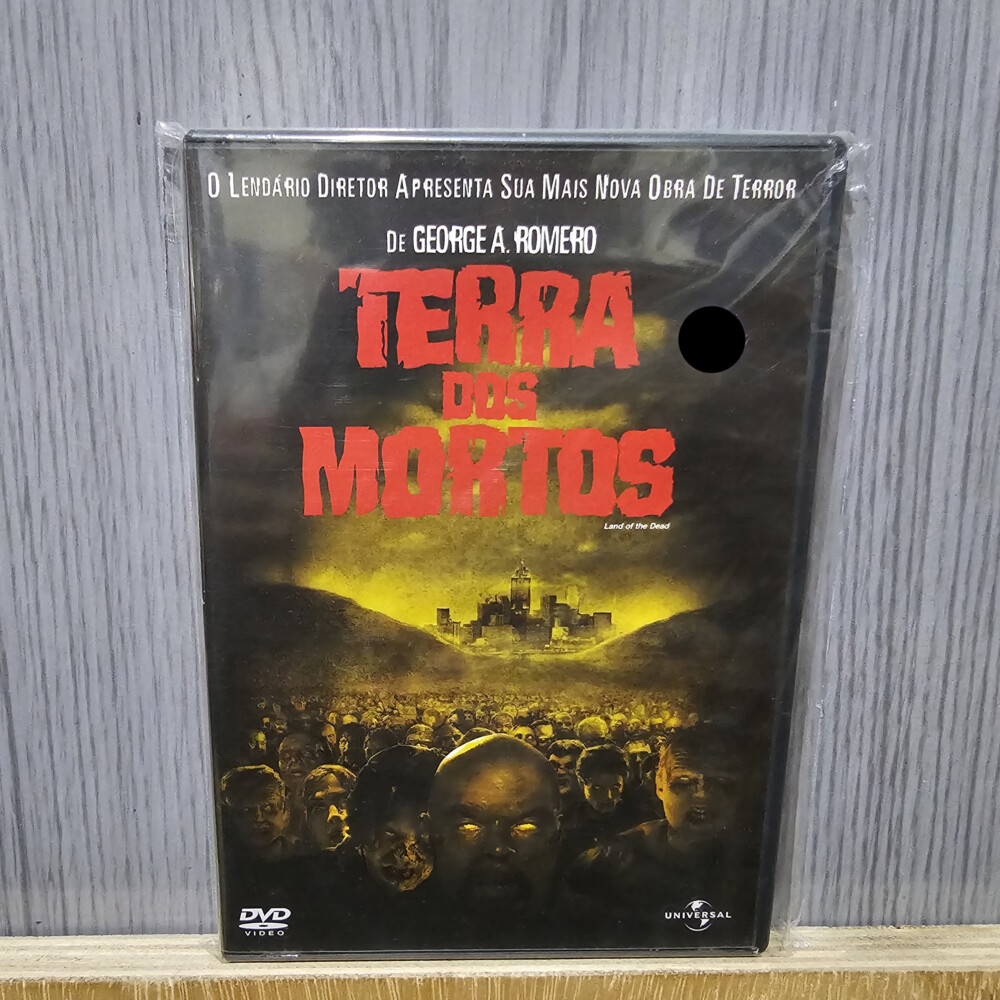 O LENDÁRIO DIRETOR APRESENTA SUA MAIS NOVA OBRA DE TERROR
DE GEORGE A. ROMERO
TERRA
DOS
MORTOS
Land of the Dead
DVD
VIDEO
UNIVERSAL